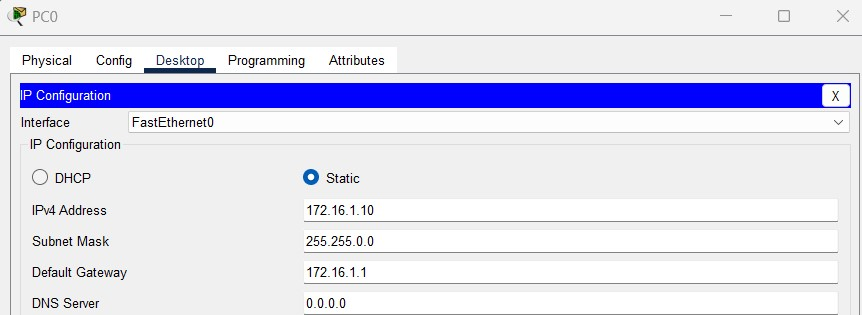 PC0
Physical Config Desktop Programming Attributes
IP Configuration X
Interface FastEthernet0
IP Configuration
DHCP Static
IPv4 Address 172.16.1.10
Subnet Mask 255.255.0.0
Default Gateway 172.16.1.1
DNS Server 0.0.0.0